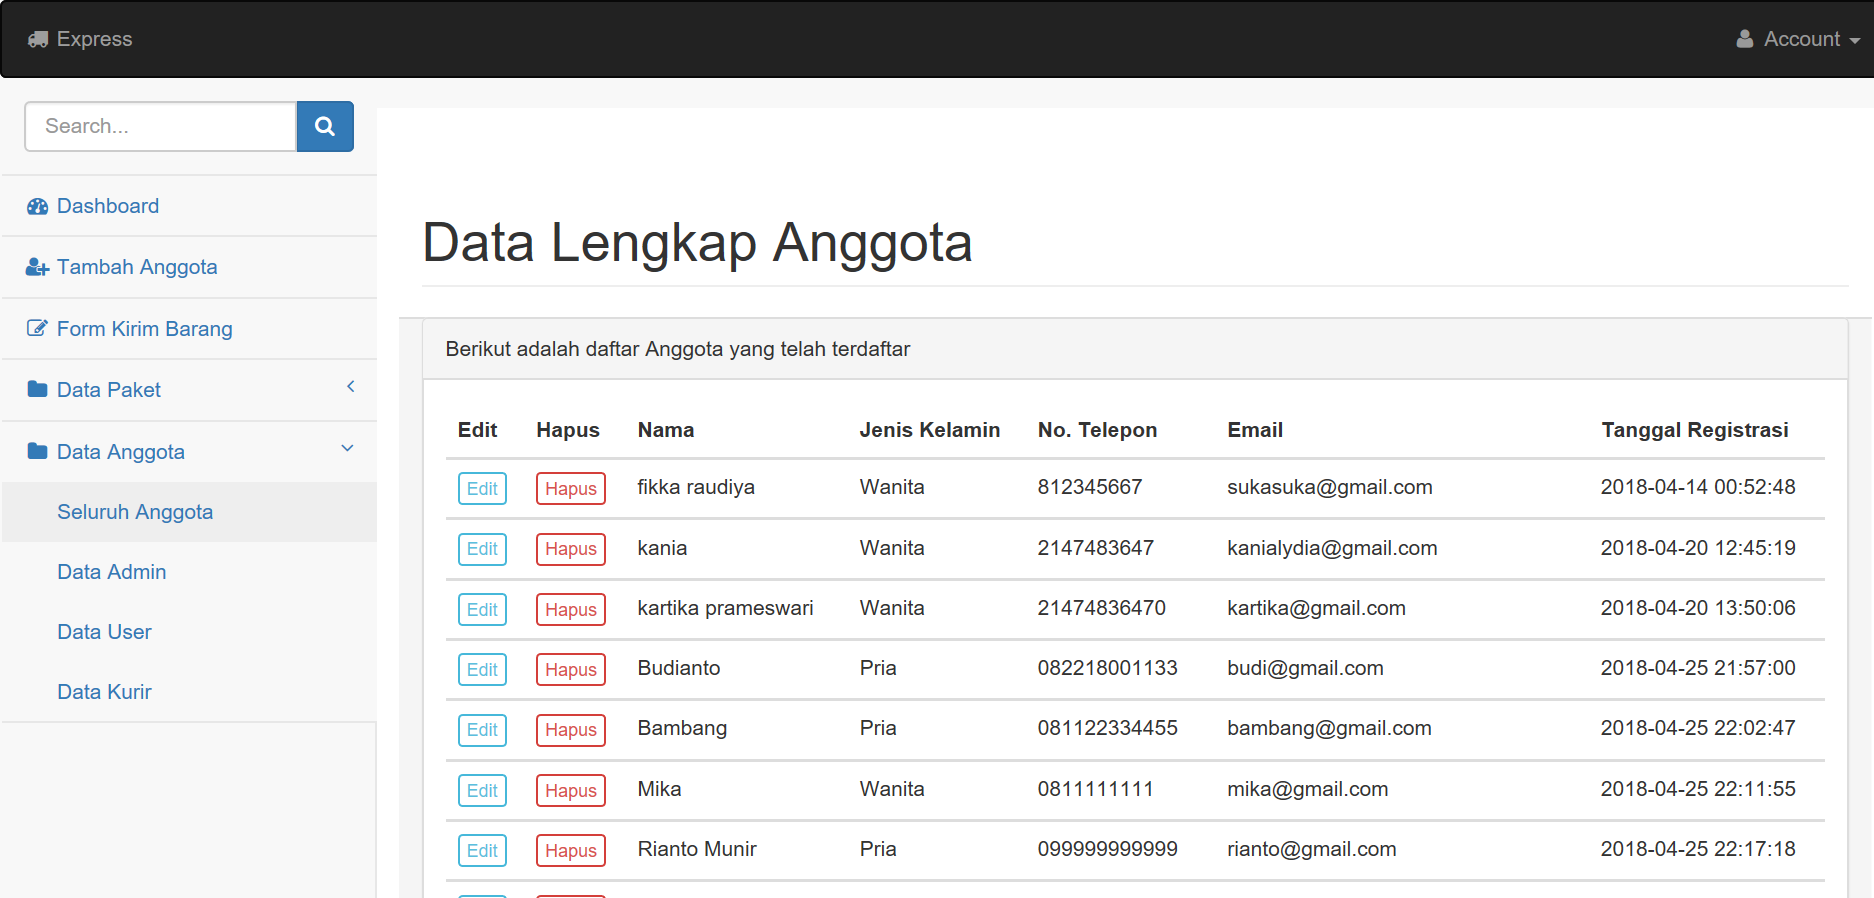 Express
Account
Search...
Dashboard
Tambah Anggota
Form Kirim Barang
Data Paket
Data Anggota
Seluruh Anggota
Data Admin
Data User
Data Kurir
Data Lengkap Anggota
Berikut adalah daftar Anggota yang telah terdaftar
Edit Hapus Nama Jenis Kelamin No. Telepon Email Tanggal Registrasi
Edit Hapus fikka raudiya Wanita 812345667 sukasuka@gmail.com 2018-04-14 00:52:48
Edit Hapus kania Wanita 2147483647 kanialydia@gmail.com 2018-04-20 12:45:19
Edit Hapus kartika prameswari Wanita 21474836470 kartika@gmail.com 2018-04-20 13:50:06
Edit Hapus Budianto Pria 082218001133 budi@gmail.com 2018-04-25 21:57:00
Edit Hapus Bambang Pria 081122334455 bambang@gmail.com 2018-04-25 22:02:47
Edit Hapus Mika Wanita 0811111111 mika@gmail.com 2018-04-25 22:11:55
Edit Hapus Rianto Munir Pria 099999999999 rianto@gmail.com 2018-04-25 22:17:18